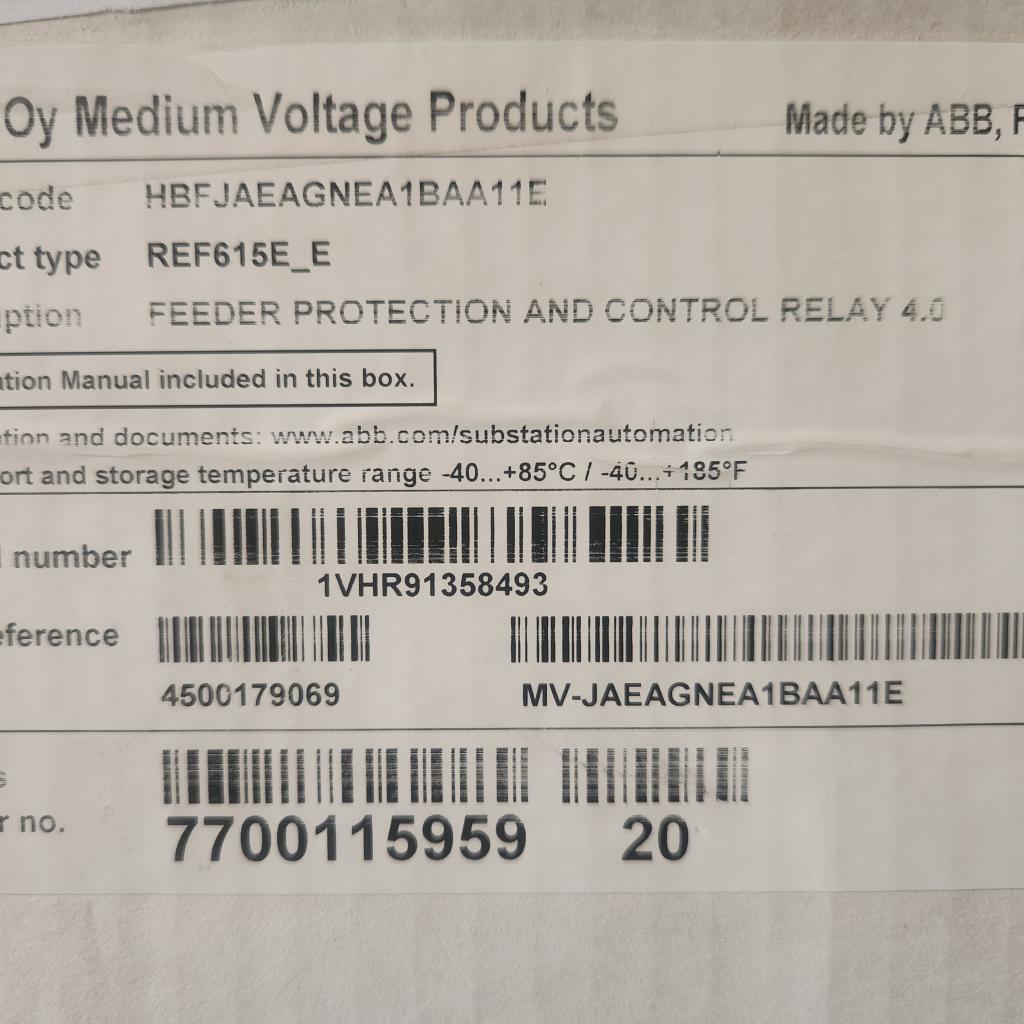 Oy Medium Voltage Products Made by ABB, F
code HBFJAEAGNEA1BAA11E
ct type REF615E_E
ption FEEDER PROTECTION AND CONTROL RELAY 4.0
ation Manual included in this box.
tion and documents: www.abb.com/substationautomation
ort and storage temperature range -40...+85°C / -40...+185°F
number
1VHR91358493
eference
4500179069 MV-JAEAGNEA1BAA11E
s
r no.
7700115959 20